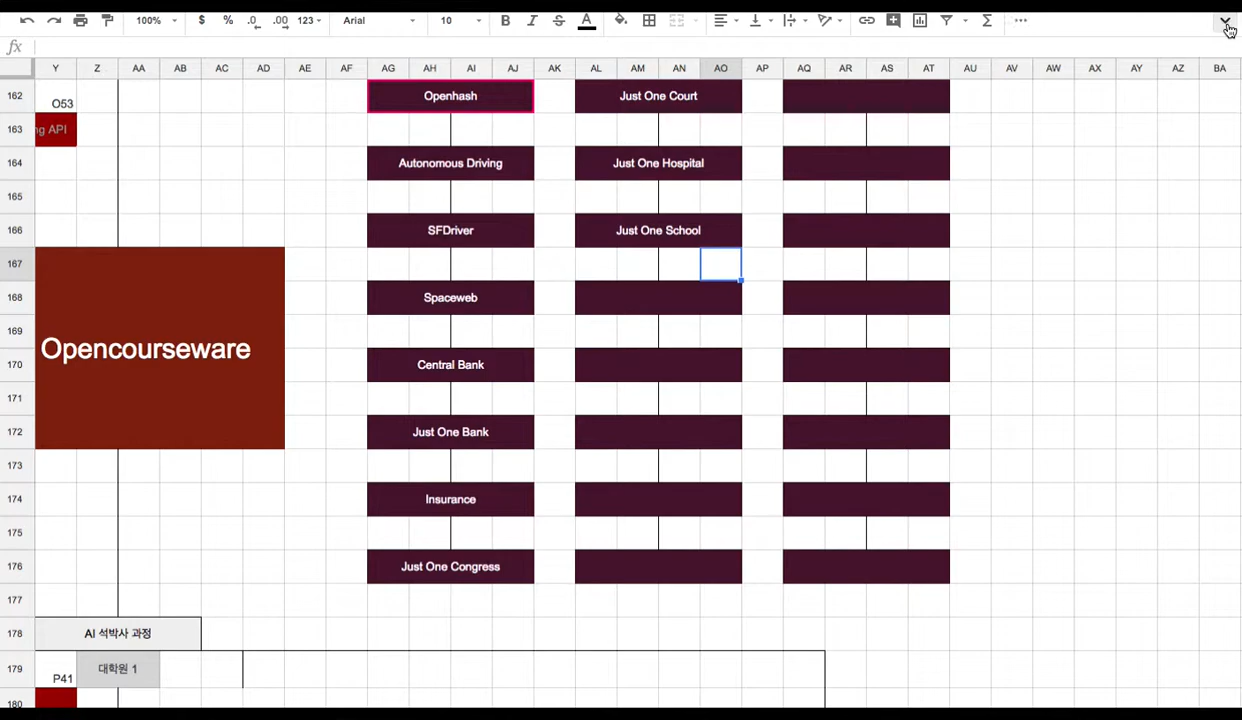 100% $ % .0 .00 123 Arial 10 B I S A
fx
Y Z AA AB AC AD AE AF AG AH AI AJ AK AL AM AN AO AP AQ AR AS AT AU AV AW AX AY AZ BA
162 O53 Openhash Just One Court
163 ng API
164 Autonomous Driving Just One Hospital
165
166 SFDriver Just One School
167
168 Spaceweb
169
170 Opencourseware Central Bank
171
172 Just One Bank
173
174 Insurance
175
176 Just One Congress
177
178 AI 석박사 과정
179 P41 대학원 1
180